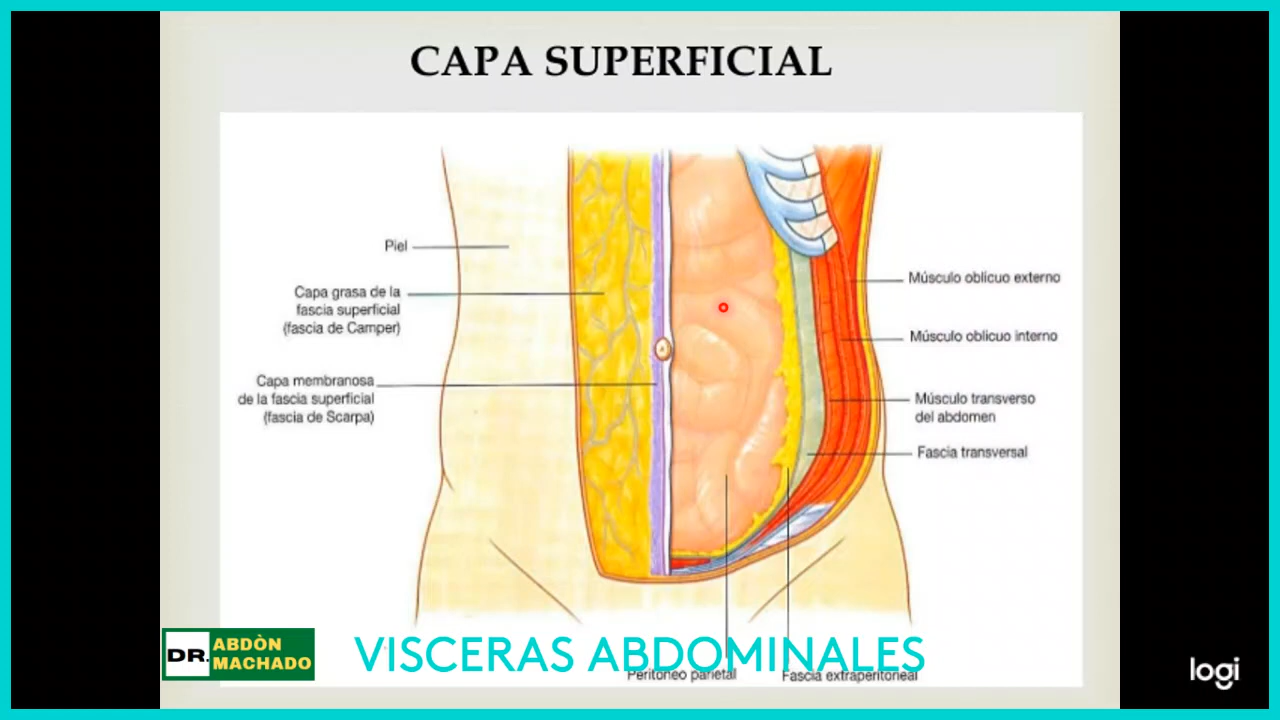 CAPA SUPERFICIAL
Piel
Capa grasa de la
fascia superficial
(fascia de Camper)
Capa membranosa
de la fascia superficial
(fascia de Scarpa)
Músculo oblicuo externo
Músculo oblicuo interno
Músculo transverso
del abdomen
Fascia transversal
Peritoneo parietal
Fascia extraperitoneal
DR.
ABDÒN
MACHADO
VISCERAS ABDOMINALES
logi